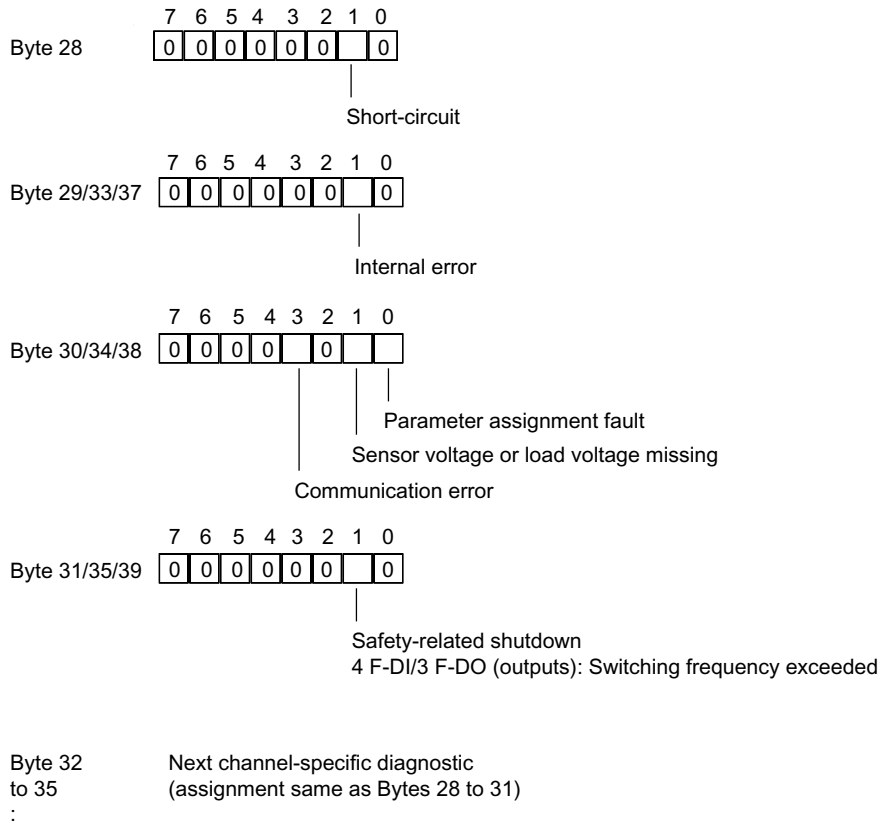 7 6 5 4 3 2 1 0
Byte 28 0 0 0 0 0 0 0
Short-circuit
7 6 5 4 3 2 1 0
Byte 29/33/37 0 0 0 0 0 0 0
Internal error
7 6 5 4 3 2 1 0
Byte 30/34/38 0 0 0 0 0
Parameter assignment fault
Sensor voltage or load voltage missing
Communication error
7 6 5 4 3 2 1 0
Byte 31/35/39 0 0 0 0 0 0 0
Safety-related shutdown
4 F-DI/3 F-DO (outputs): Switching frequency exceeded
Byte 32 Next channel-specific diagnostic
to 35 (assignment same as Bytes 28 to 31)
: